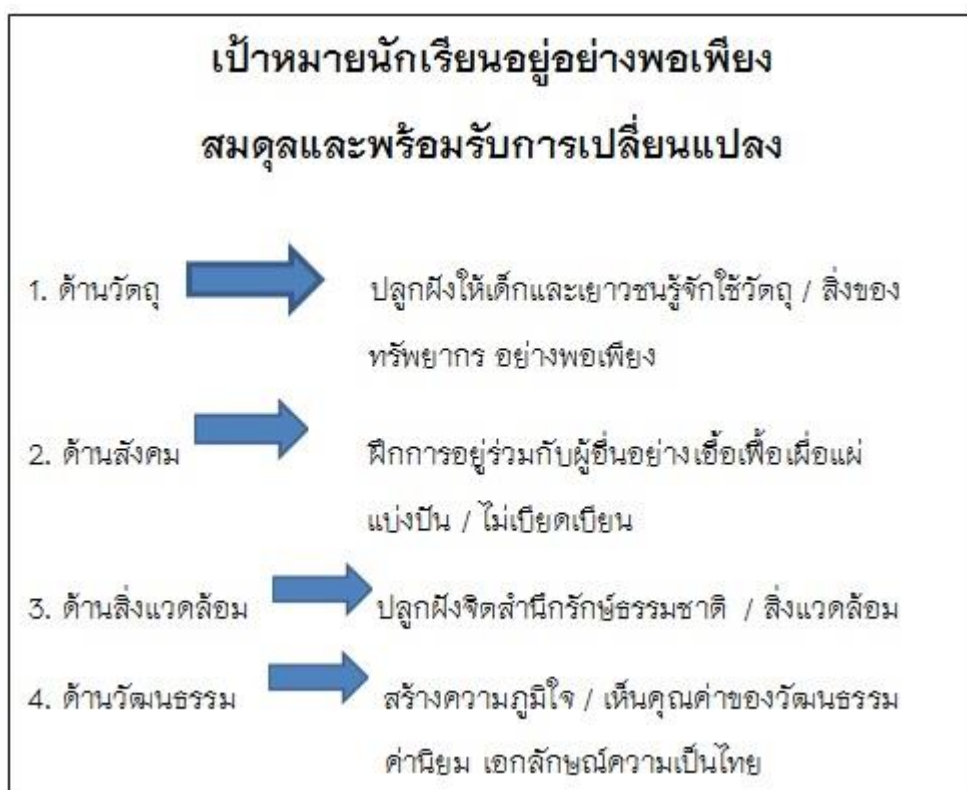 เป้าหมายนักเรียนอยู่อย่างพอเพียง
สมดุลและพร้อมรับการเปลี่ยนแปลง
1. ด้านวัตถุ ปลูกฝังให้เด็กและเยาวชนรู้จักใช้วัตถุ / สิ่งของ
ทรัพยากร อย่างพอเพียง
2. ด้านสังคม ฝึกการอยู่ร่วมกับผู้อื่นอย่างเอื้อเฟื้อเผื่อแผ่
แบ่งปัน / ไม่เบียดเบียน
3. ด้านสิ่งแวดล้อม ปลูกฝังจิตสำนึกรักษ์ธรรมชาติ / สิ่งแวดล้อม
4. ด้านวัฒนธรรม สร้างความภูมิใจ / เห็นคุณค่าของวัฒนธรรม
ค่านิยม เอกลักษณ์ความเป็นไทย